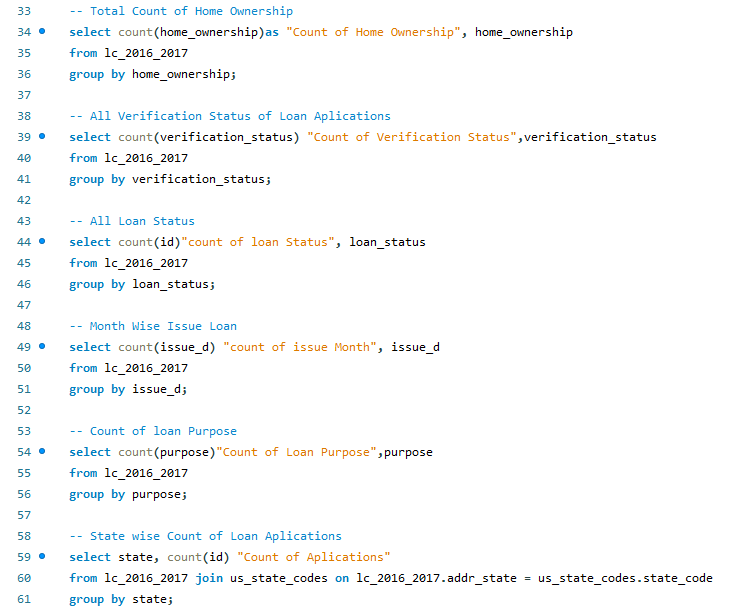 33 -- Total Count of Home Ownership
34 select count(home_ownership)as "Count of Home Ownership", home_ownership
35 from lc_2016_2017
36 group by home_ownership;
37
38 -- All Verification Status of Loan Aplications
39 select count(verification_status) "Count of Verification Status",verification_status
40 from lc_2016_2017
41 group by verification_status;
42
43 -- All Loan Status
44 select count(id)"count of loan Status", loan_status
45 from lc_2016_2017
46 group by loan_status;
47
48 -- Month Wise Issue Loan
49 select count(issue_d) "count of issue Month", issue_d
50 from lc_2016_2017
51 group by issue_d;
52
53 -- Count of loan Purpose
54 select count(purpose)"Count of Loan Purpose",purpose
55 from lc_2016_2017
56 group by purpose;
57
58 -- State wise Count of Loan Aplications
59 select state, count(id) "Count of Aplications"
60 from lc_2016_2017 join us_state_codes on lc_2016_2017.addr_state = us_state_codes.state_code
61 group by state;